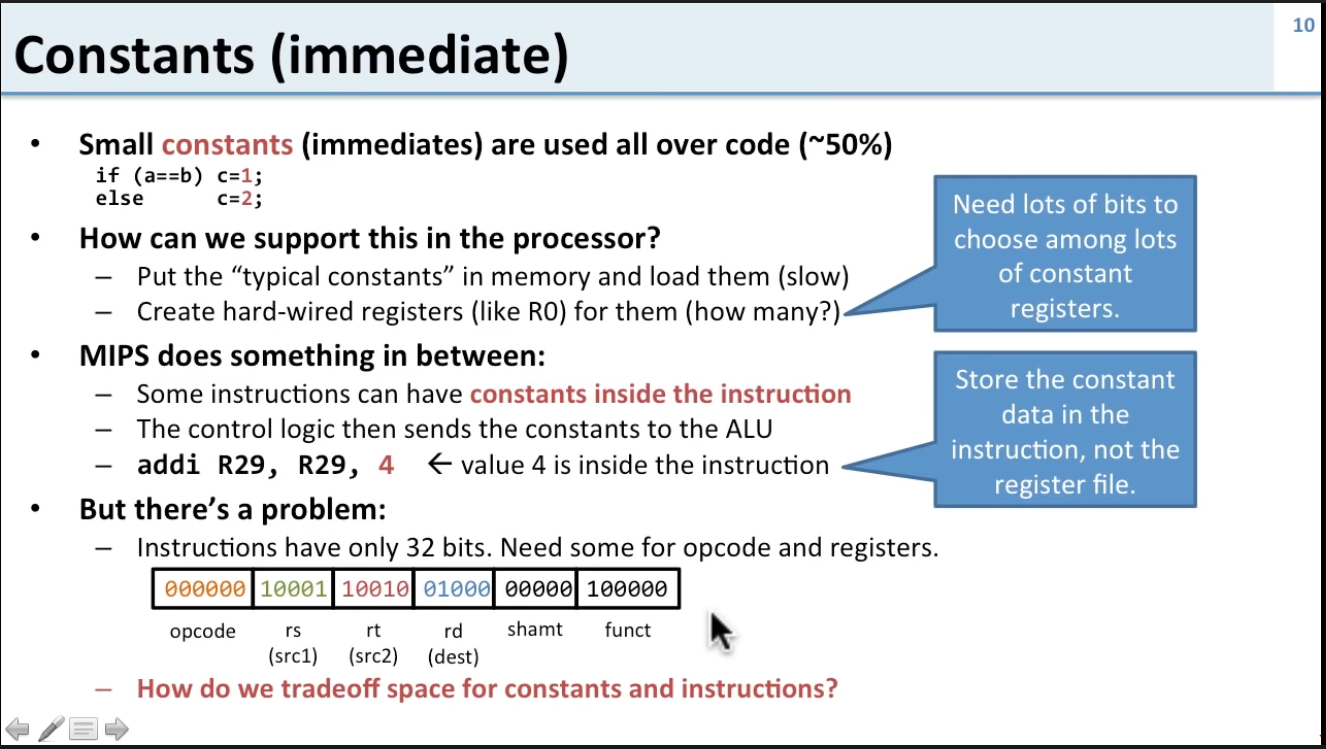 10
Constants (immediate)
• Small constants (immediates) are used all over code (~50%)
if (a==b) c=1;
else c=2;
• How can we support this in the processor?
– Put the “typical constants” in memory and load them (slow)
– Create hard-wired registers (like R0) for them (how many?)
Need lots of bits to
choose among lots
of constant
registers.
• MIPS does something in between:
– Some instructions can have constants inside the instruction
– The control logic then sends the constants to the ALU
– addi R29, R29, 4 ← value 4 is inside the instruction
Store the constant
data in the
instruction, not the
register file.
• But there’s a problem:
– Instructions have only 32 bits. Need some for opcode and registers.
000000 10001 10010 01000 00000 100000
opcode rs rt rd shamt funct
(src1) (src2) (dest)
– How do we tradeoff space for constants and instructions?